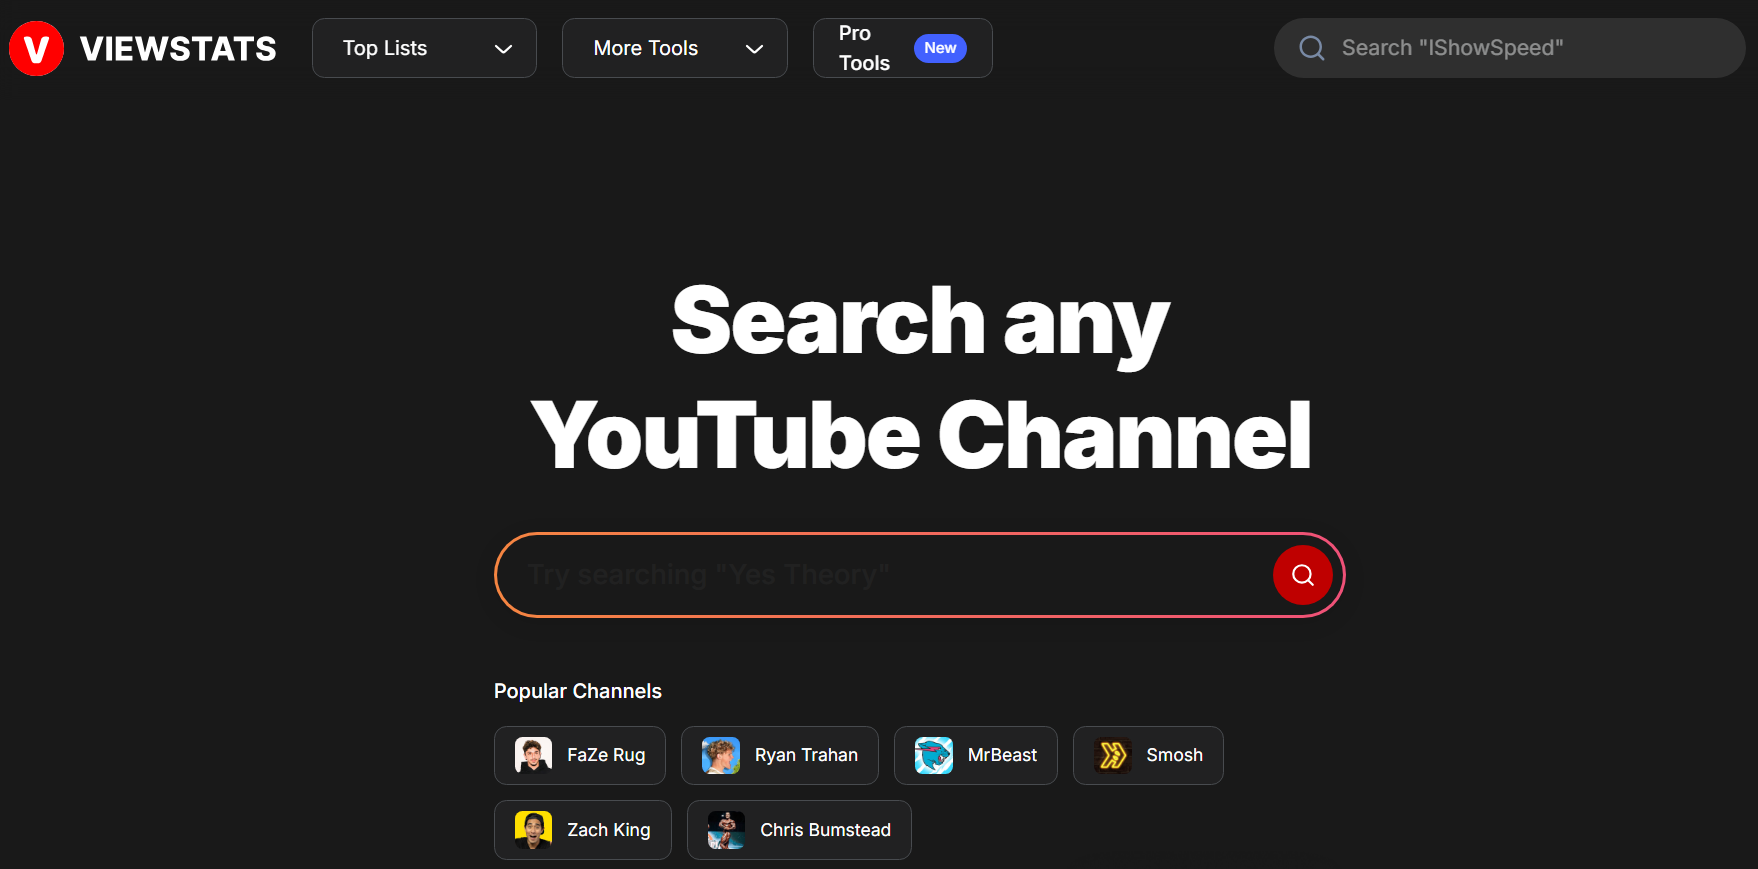 V VIEWSTATS
Top Lists
More Tools
Pro
Tools
New
Search "IShowSpeed"
Search any
YouTube Channel
Try searching "Yes Theory"
Popular Channels
FaZe Rug
Ryan Trahan
MrBeast
Smosh
Zach King
Chris Bumstead